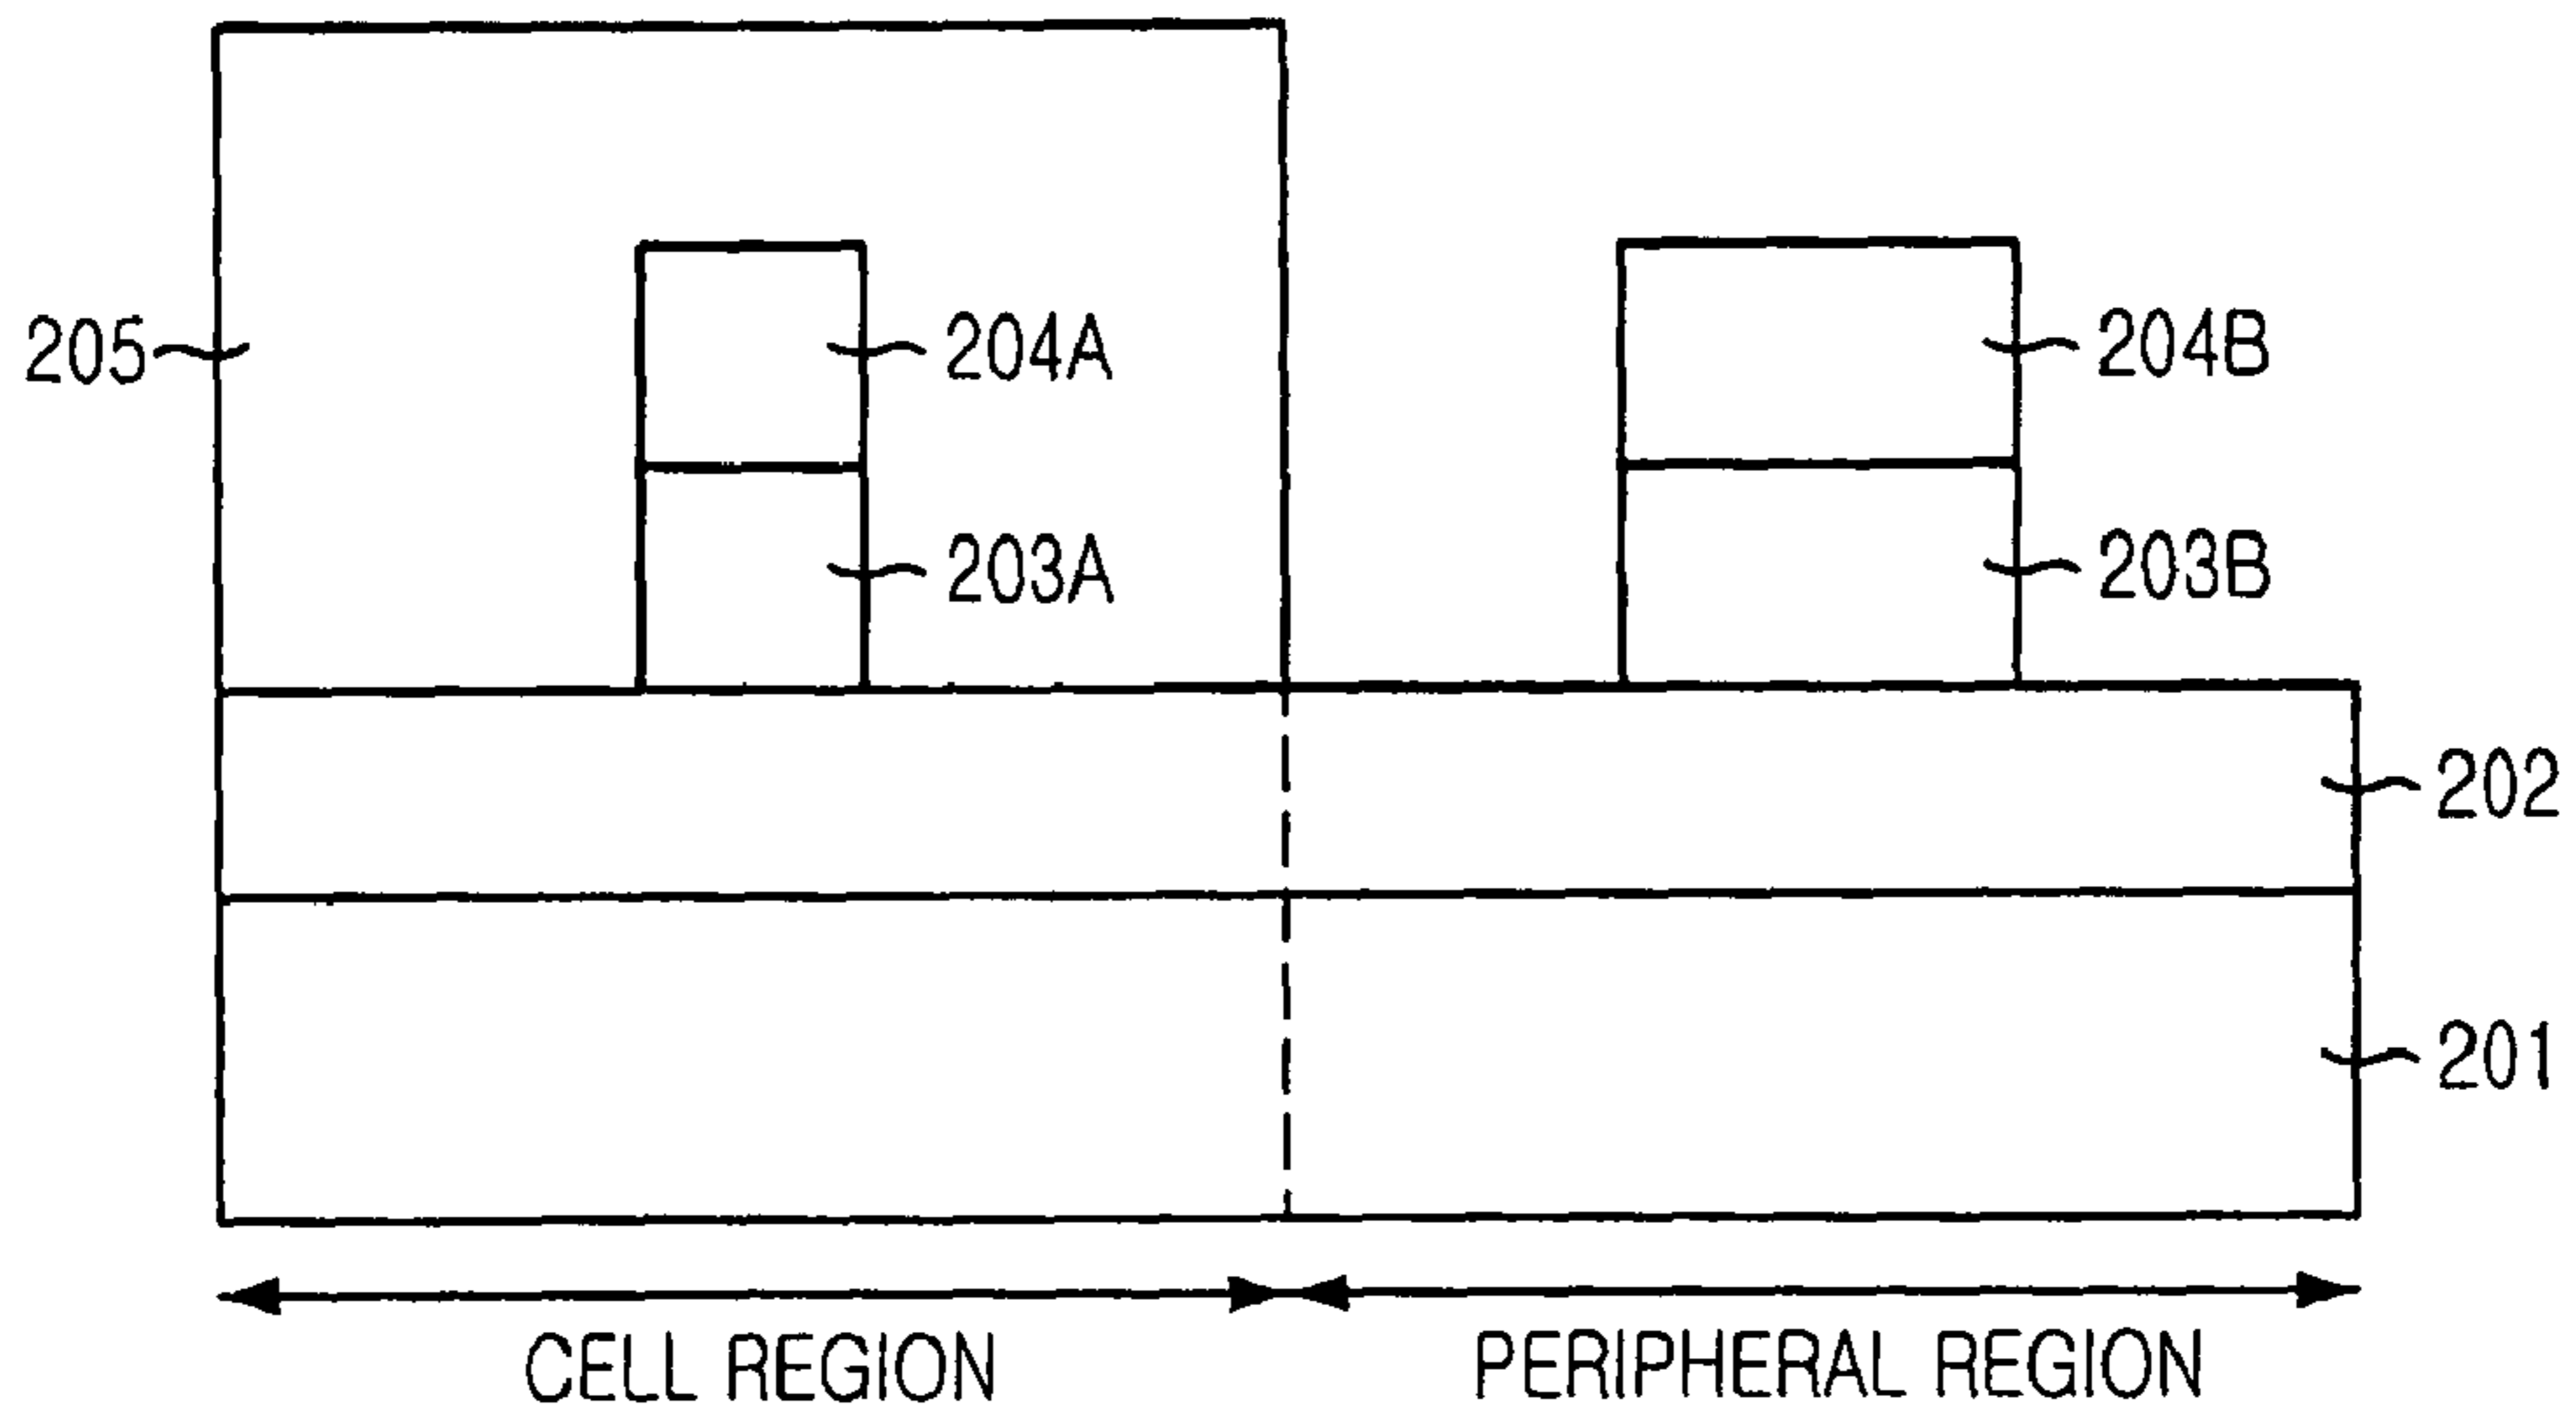 205
204A
204B
203A
203B
202
201
CELL REGION
PERIPHERAL REGION